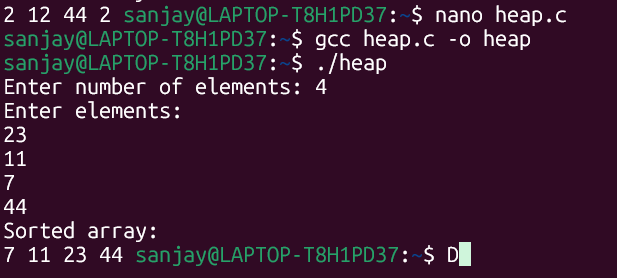 2 12 44 2 sanjay@LAPTOP-T8H1PD37:~$ nano heap.c
sanjay@LAPTOP-T8H1PD37:~$ gcc heap.c -o heap
sanjay@LAPTOP-T8H1PD37:~$ ./heap
Enter number of elements: 4
Enter elements:
23
11
7
44
Sorted array:
7 11 23 44 sanjay@LAPTOP-T8H1PD37:~$ D